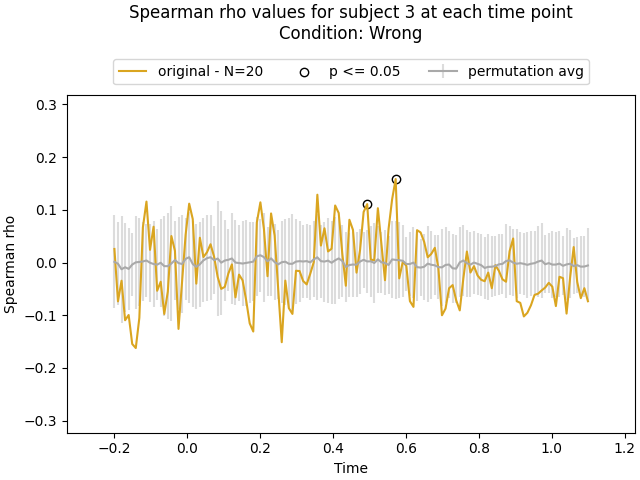 Spearman rho values for subject 3 at each time point
Condition: Wrong
original - N=20
p <= 0.05
permutation avg
0.3
0.2
0.1
0.0
−0.1
−0.2
−0.3
Spearman rho
−0.2
0.0
0.2
0.4
0.6
0.8
1.0
1.2
Time